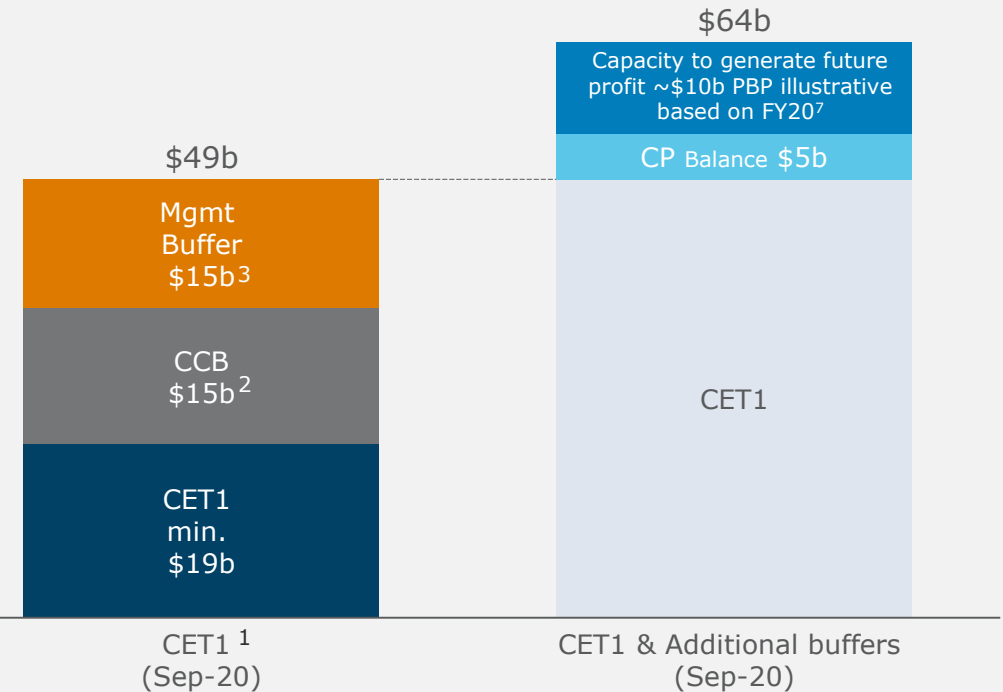 $49b
Mgmt
Buffer
$15b3
CCB
$15b2
CET1
min.
$19b
CET1 1
(Sep-20)
$64b
Capacity to generate future
profit ~$10b PBP illustrative
based on FY207
CP Balance $5b
CET1
CET1 & Additional buffers
(Sep-20)